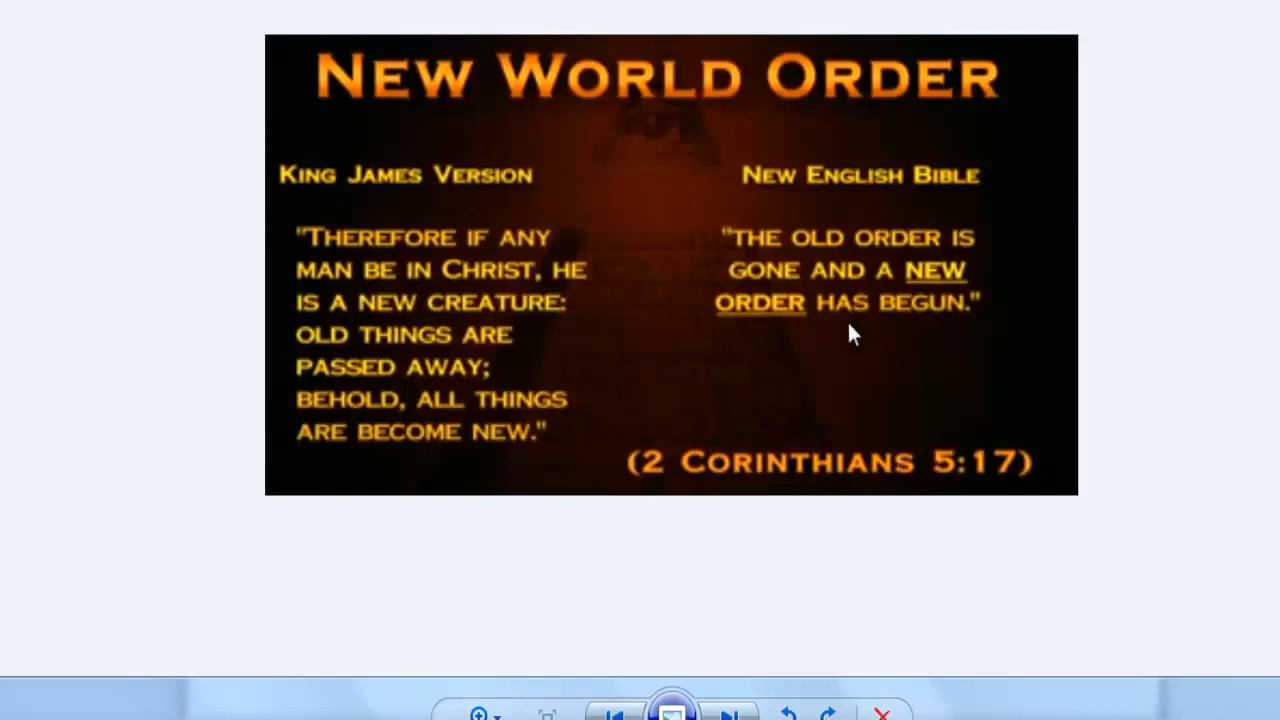 NEW WORLD ORDER
KING JAMES VERSION
"THEREFORE IF ANY
MAN BE IN CHRIST, HE
IS A NEW CREATURE:
OLD THINGS ARE
PASSED AWAY;
BEHOLD, ALL THINGS
ARE BECOME NEW."
NEW ENGLISH BIBLE
"THE OLD ORDER IS
GONE AND A NEW
ORDER HAS BEGUN."
(2 CORINTHIANS 5:17)